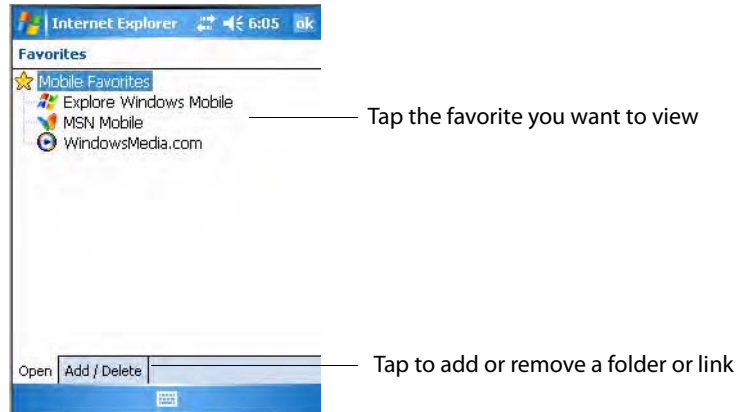 Internet Explorer 6:05 ok
Favorites
Mobile Favorites
Explore Windows Mobile
MSN Mobile
WindowsMedia.com
Tap the favorite you want to view
Open Add / Delete
Tap to add or remove a folder or link